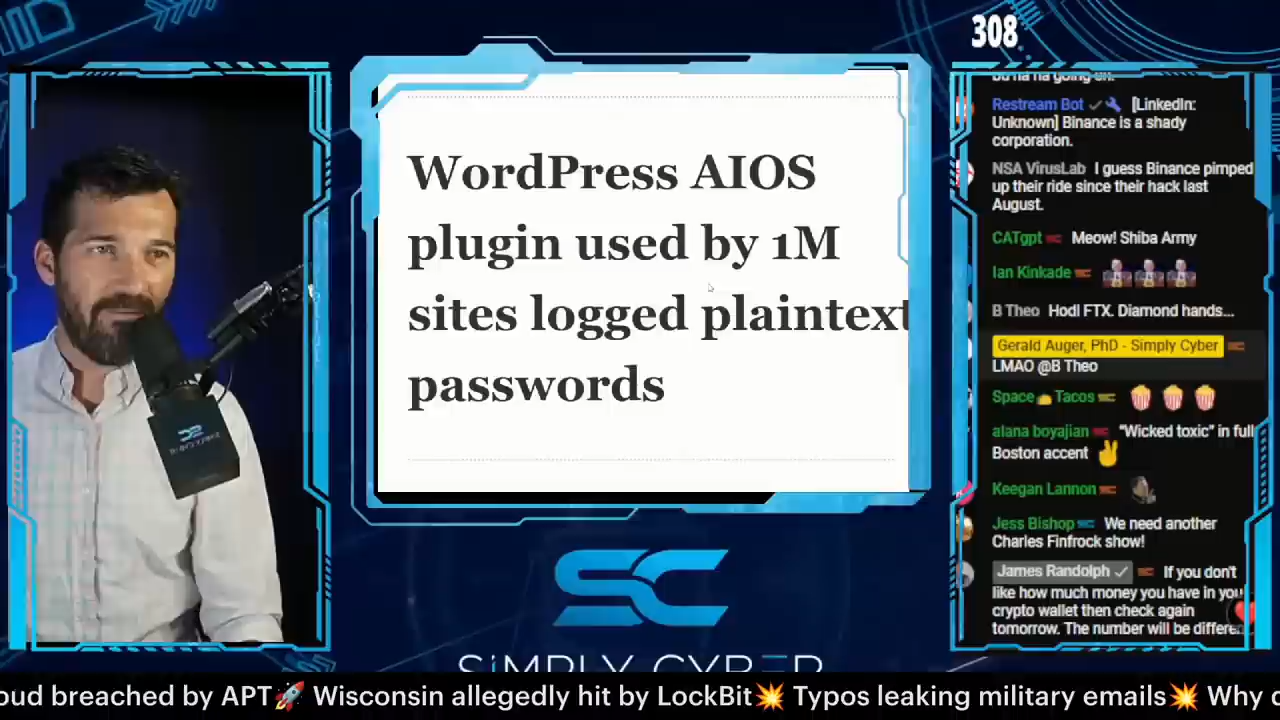 308
WordPress AIOS
plugin used by 1M
sites logged plaintext
passwords
Restream Bot [LinkedIn:
Unknown] Binance is a shady
corporation.
NSA VirusLab I guess Binance pimped
up their ride since their hack last
August.
CATgpt Meow! Shiba Army
Ian Kinkade
B Theo Hodl FTX. Diamond hands...
Gerald Auger, PhD - Simply Cyber
LMAO @B Theo
Space Tacos
alana boyajian "Wicked toxic" in full
Boston accent
Keegan Lannon
Jess Bishop We need another
Charles Finfrock show!
James Randolph If you don't
like how much money you have in you
crypto wallet then check again
tomorrow. The number will be differe
SC
SIMPLY CYBER
oud breached by APT🚀 Wisconsin allegedly hit by LockBit💥 Typos leaking military emails💥 Why